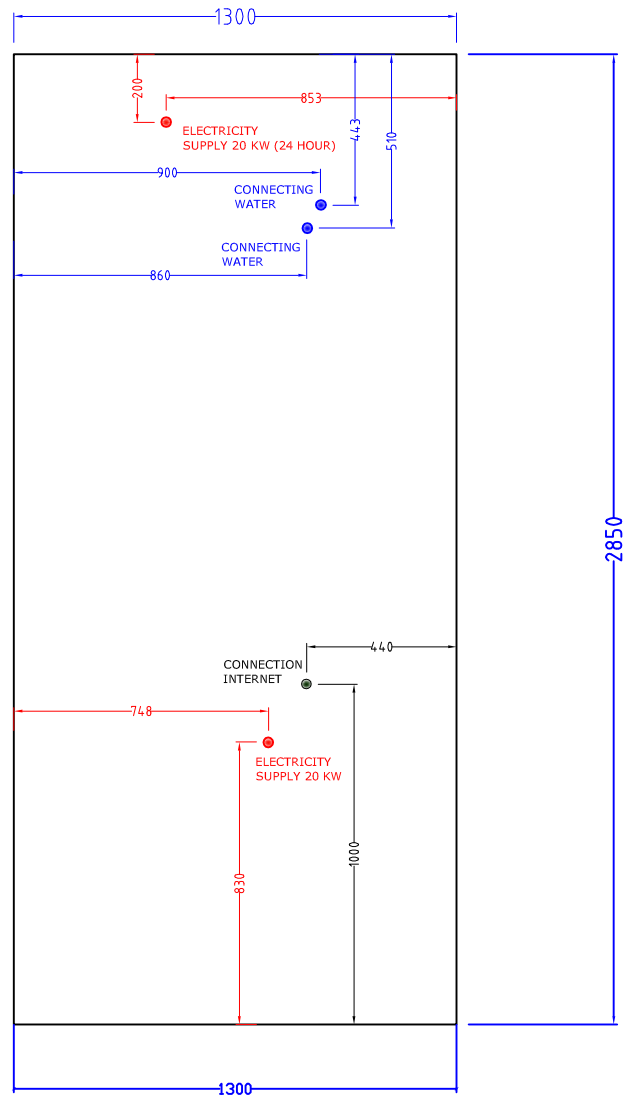 1300
200
853
ELECTRICITY
SUPPLY 20 KW (24 HOUR)
443
510
900
CONNECTING
WATER
CONNECTING
WATER
860
2850
440
CONNECTION
INTERNET
748
ELECTRICITY
SUPPLY 20 KW
1000
830
1300